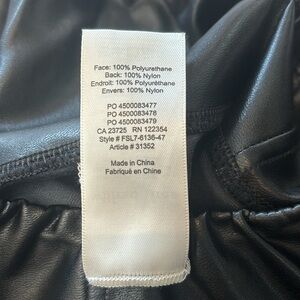 Face: 100% Polyurethane
Back: 100% Nylon
Endroit: 100% Polyuréthane
Envers: 100% Nylon
PO 4500083477
PO 4500083478
PO 4500083479
CA 23725 RN 122354
Style # FSL7-6136-47
Article # 31352
Made in China
Fabriqué en Chine